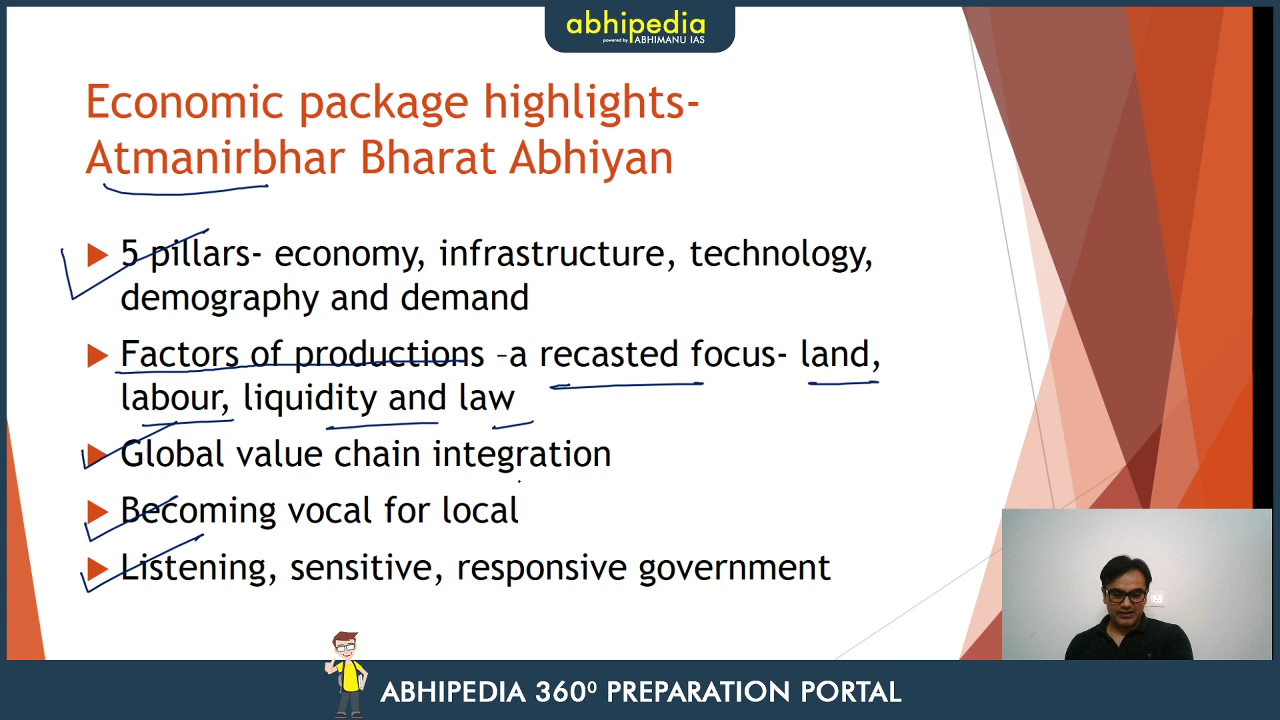 abhipedia
powered by ABHIMANU IAS
Economic package highlights-
Atmanirbhar Bharat Abhiyan
5 pillars- economy, infrastructure, technology,
demography and demand
Factors of productions –a recasted focus- land,
labour, liquidity and law
Global value chain integration
Becoming vocal for local
Listening, sensitive, responsive government
ABHIPEDIA 360⁰ PREPARATION PORTAL